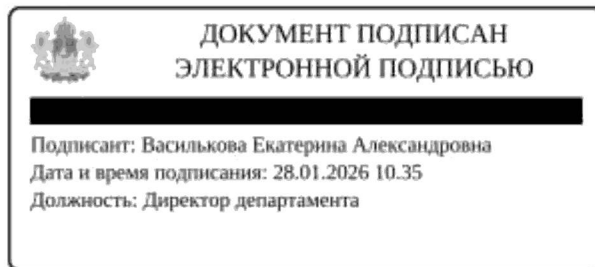 ДОКУМЕНТ ПОДПИСАН
ЭЛЕКТРОННОЙ ПОДПИСЬЮ
Подписант: Василькова Екатерина Александровна
Дата и время подписания: 28.01.2026 10.35
Должность: Директор департамента